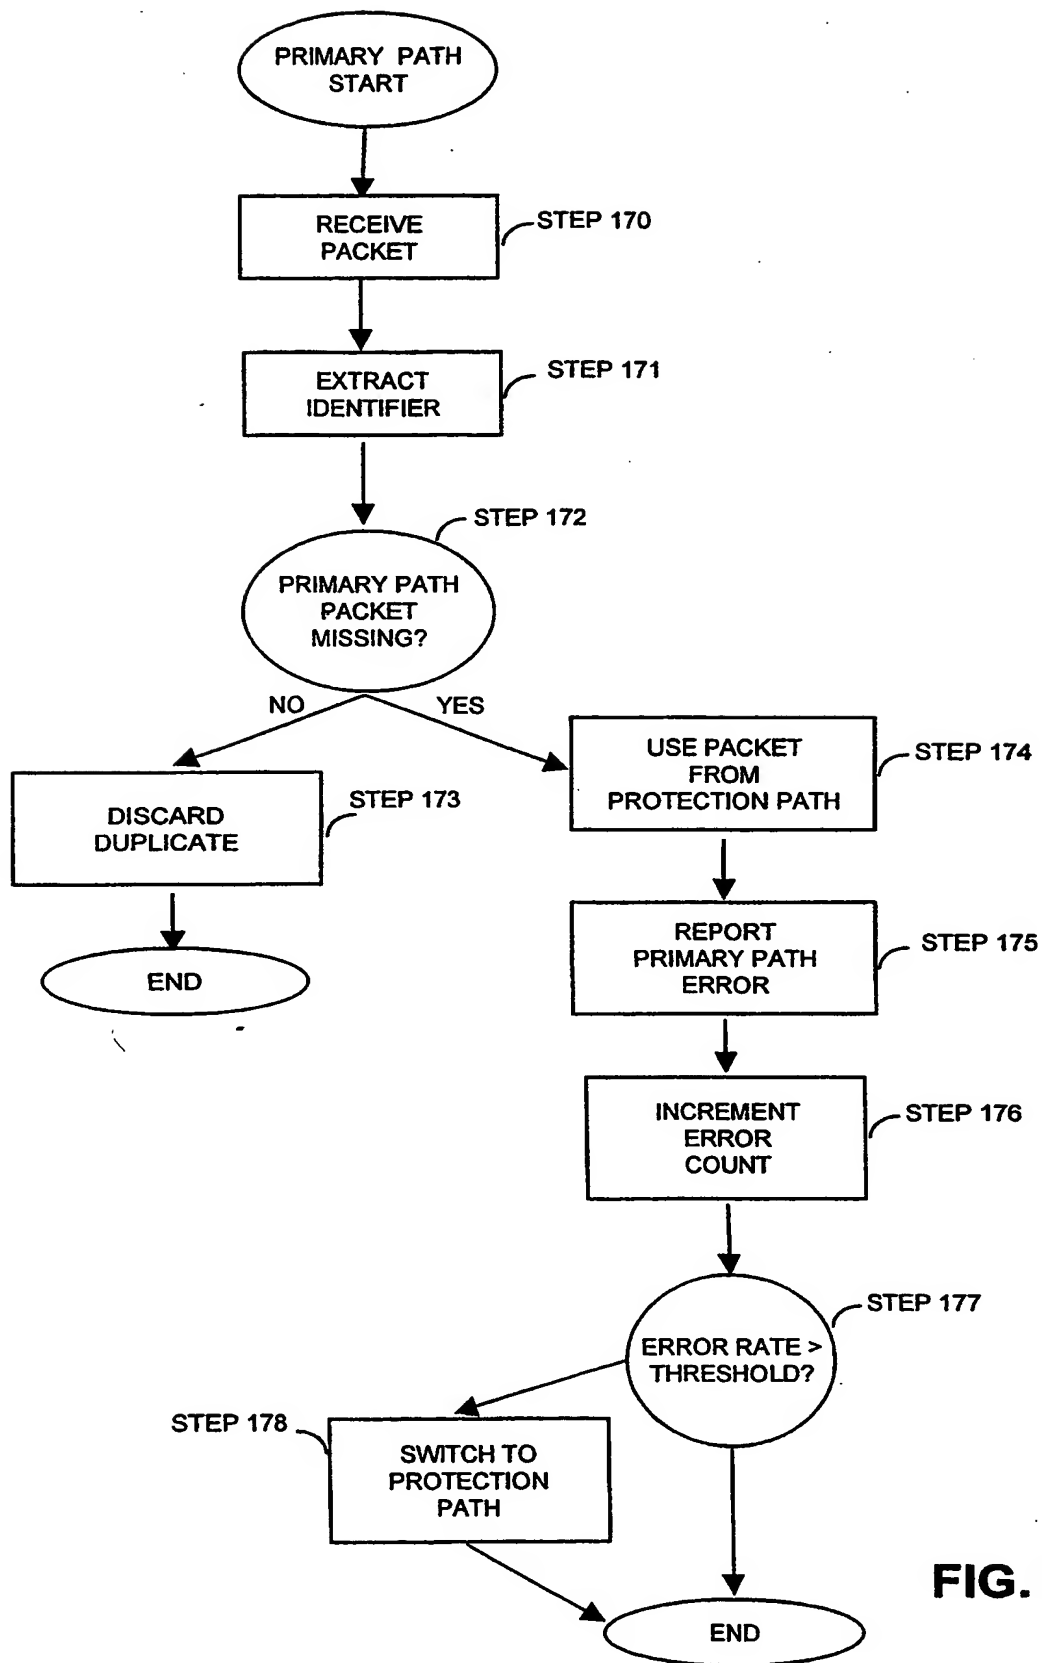 PRIMARY PATH
START
RECEIVE
PACKET
STEP 170
EXTRACT
IDENTIFIER
STEP 171
STEP 172
PRIMARY PATH
PACKET
MISSING?
NO
YES
USE PACKET
FROM
PROTECTION PATH
STEP 174
DISCARD
DUPLICATE
STEP 173
REPORT
PRIMARY PATH
ERROR
STEP 175
END
INCREMENT
ERROR
COUNT
STEP 176
STEP 177
ERROR RATE >
THRESHOLD?
STEP 178
SWITCH TO
PROTECTION
PATH
FIG.
END